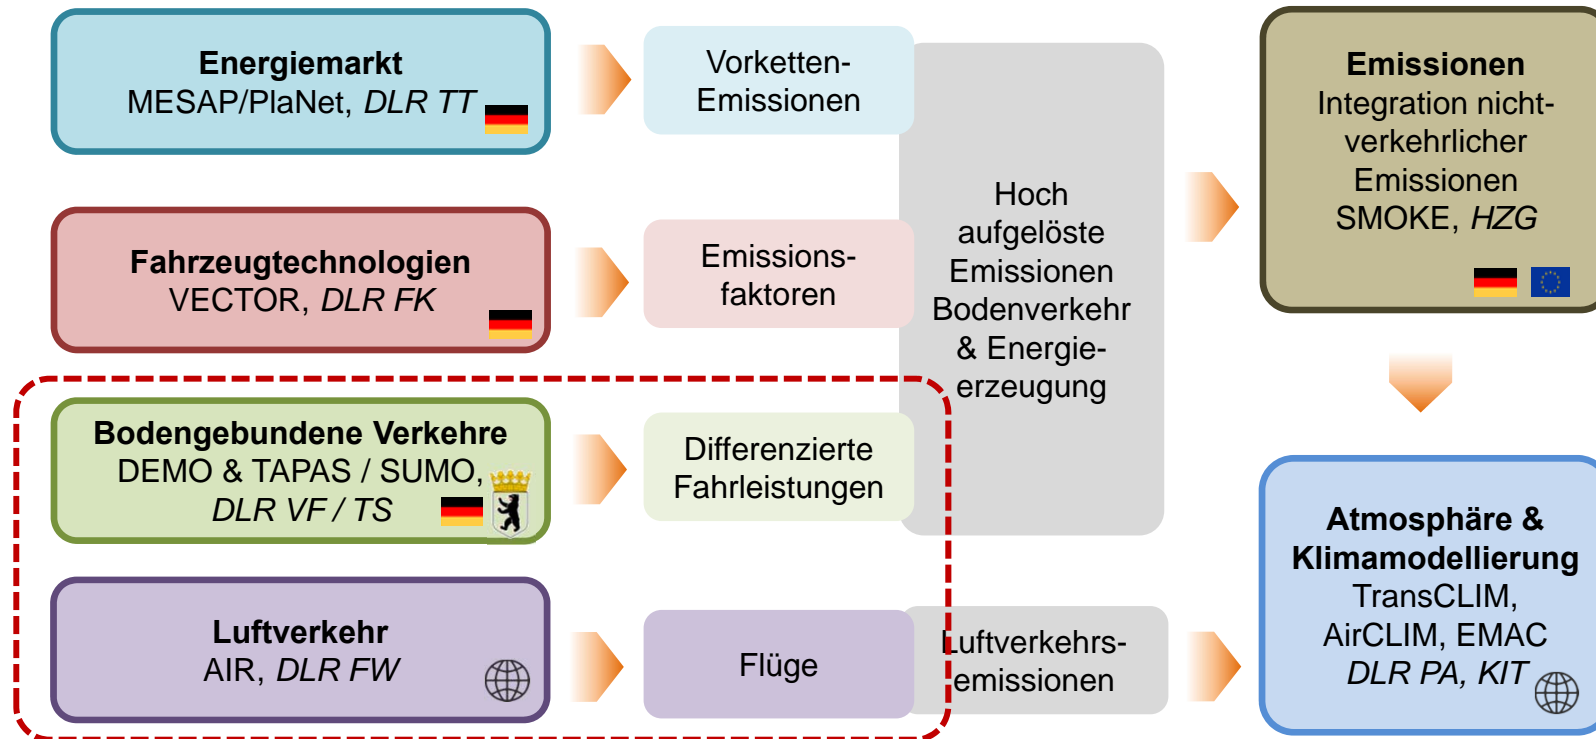 Energiemarkt
MESAP/PlaNet, DLR TT
Vorketten-
Emissionen
Fahrzeugtechnologien
VECTOR, DLR FK
Emissions-
faktoren
Bodengebundene Verkehre
DEMO & TAPAS / SUMO,
DLR VF / TS
Differenzierte
Fahrleistungen
Luftverkehr
AIR, DLR FW
Flüge
Hoch
aufgelöste
Emissionen
Bodenverkehr
& Energie-
erzeugung
Luftverkehrs-
emissionen
Emissionen
Integration nicht-
verkehrlicher
Emissionen
SMOKE, HZG
Atmosphäre &
Klimamodellierung
TransCLIM,
AirCLIM, EMAC
DLR PA, KIT